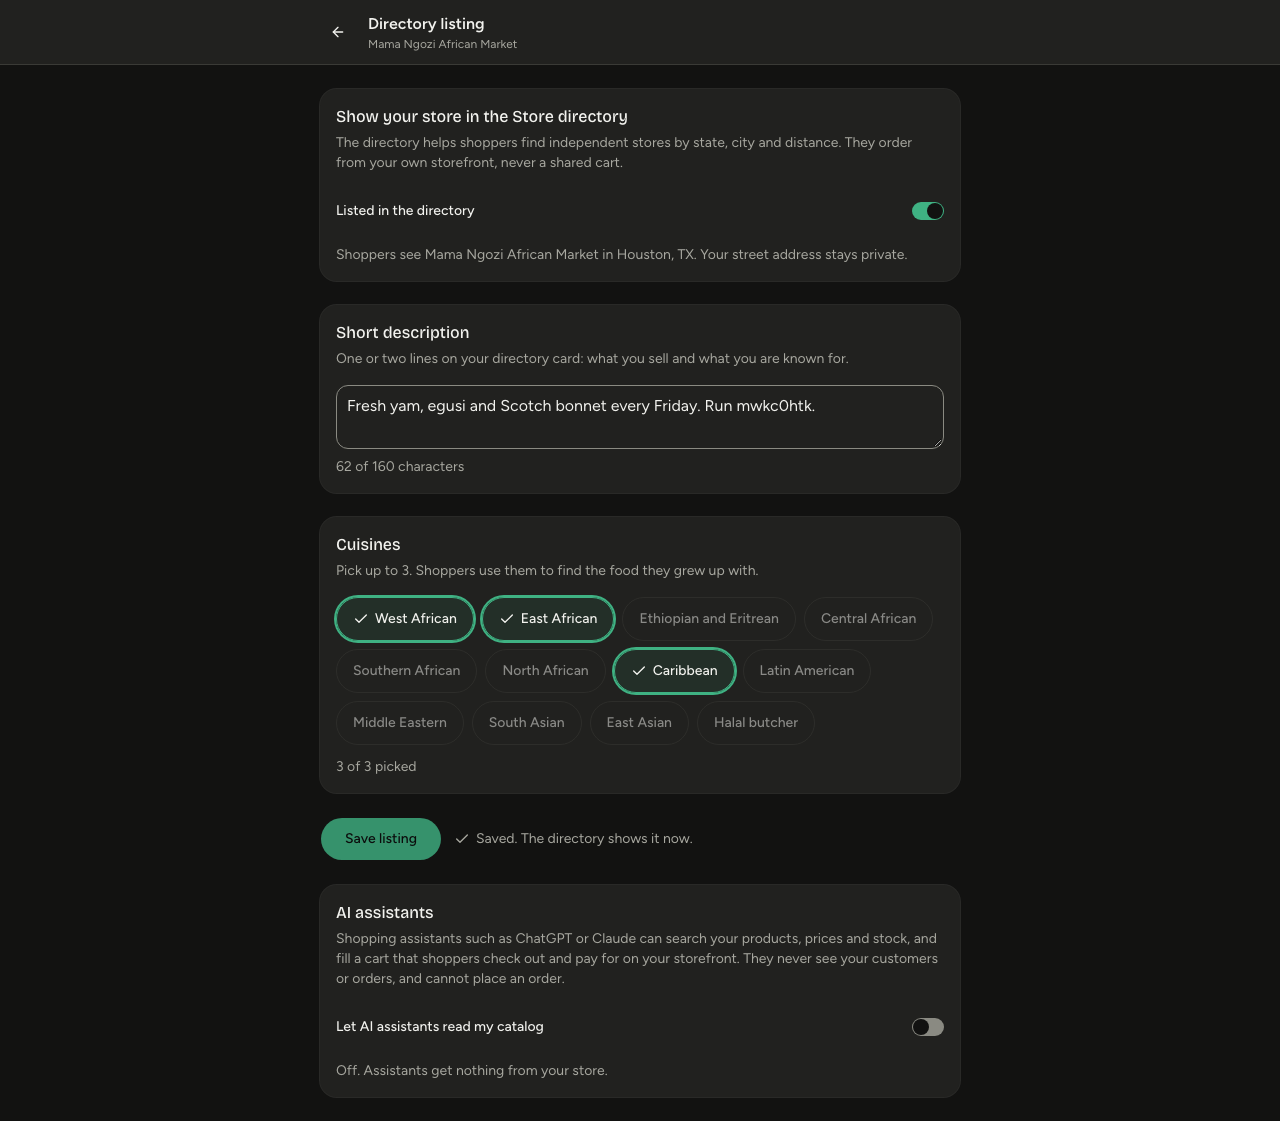 Directory listing
Mama Ngozi African Market
Show your store in the Store directory
The directory helps shoppers find independent stores by state, city and distance. They order
from your own storefront, never a shared cart.
Listed in the directory
Shoppers see Mama Ngozi African Market in Houston, TX. Your street address stays private.
Short description
One or two lines on your directory card: what you sell and what you are known for.
Fresh yam, egusi and Scotch bonnet every Friday. Run mwkc0htk.
62 of 160 characters
Cuisines
Pick up to 3. Shoppers use them to find the food they grew up with.
West African East African Ethiopian and Eritrean Central African
Southern African North African Caribbean Latin American
Middle Eastern South Asian East Asian Halal butcher
3 of 3 picked
Save listing Saved. The directory shows it now.
AI assistants
Shopping assistants such as ChatGPT or Claude can search your products, prices and stock, and
fill a cart that shoppers check out and pay for on your storefront. They never see your customers
or orders, and cannot place an order.
Let AI assistants read my catalog
Off. Assistants get nothing from your store.